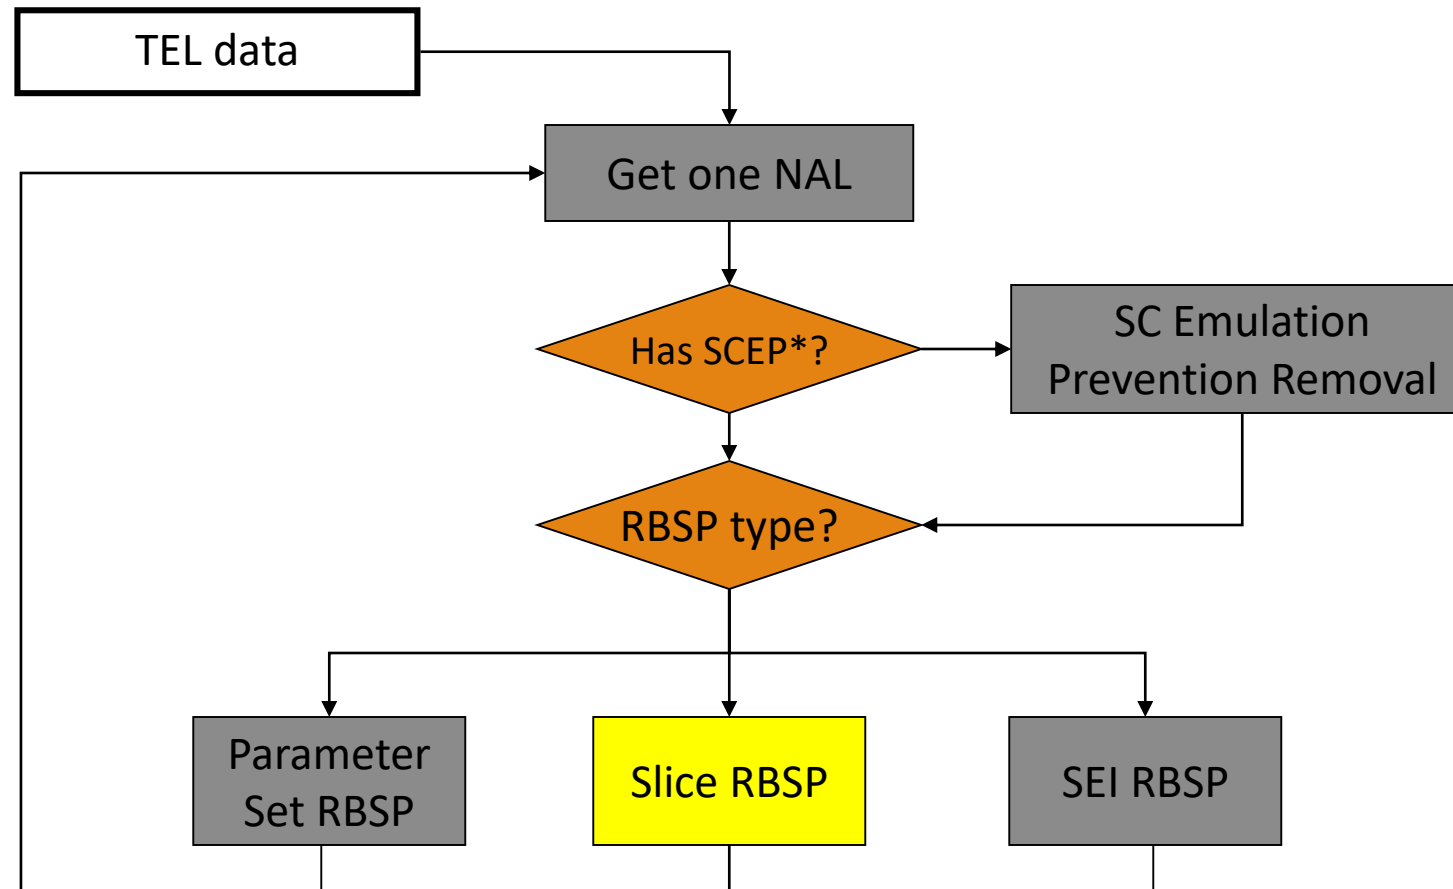 TEL data
Get one NAL
Has SCEP*?
SC Emulation
Prevention Removal
RBSP type?
Parameter
Set RBSP
Slice RBSP
SEI RBSP